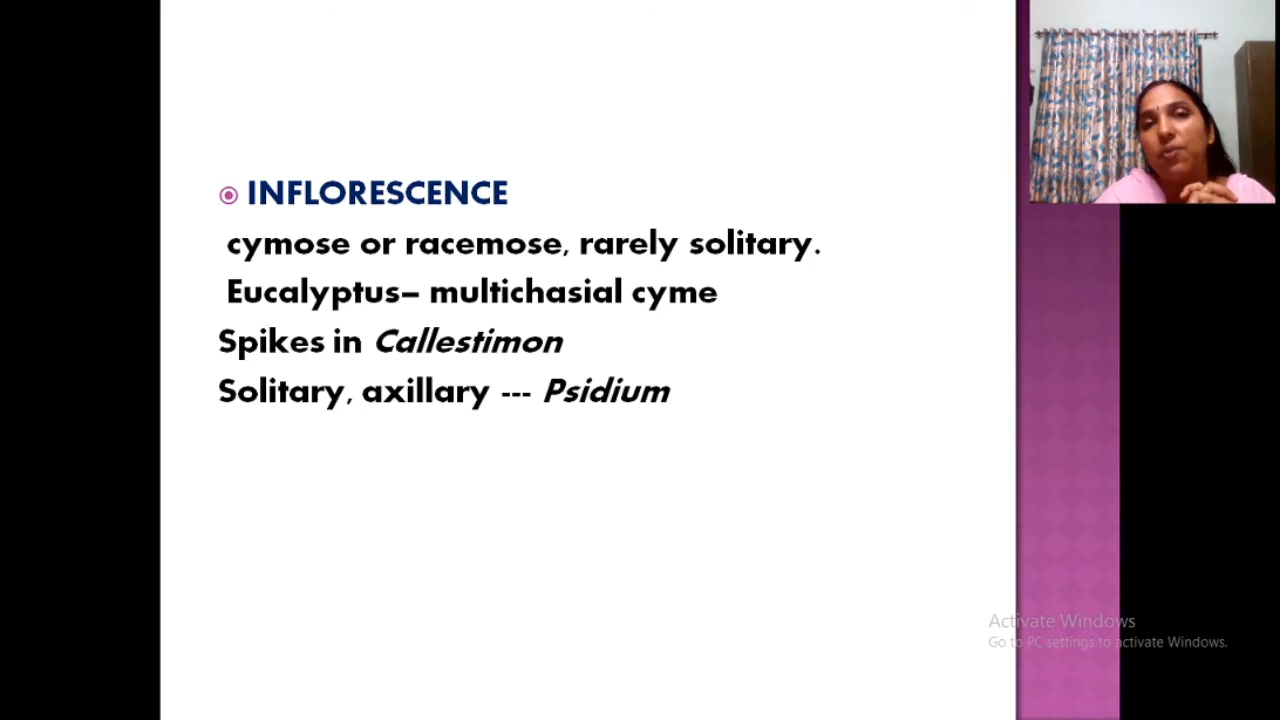 INFLORESCENCE
cymose or racemose, rarely solitary.
Eucalyptus– multichasial cyme
Spikes in Callestimon
Solitary, axillary --- Psidium
Activate Windows
Go to PC settings to activate Windows.